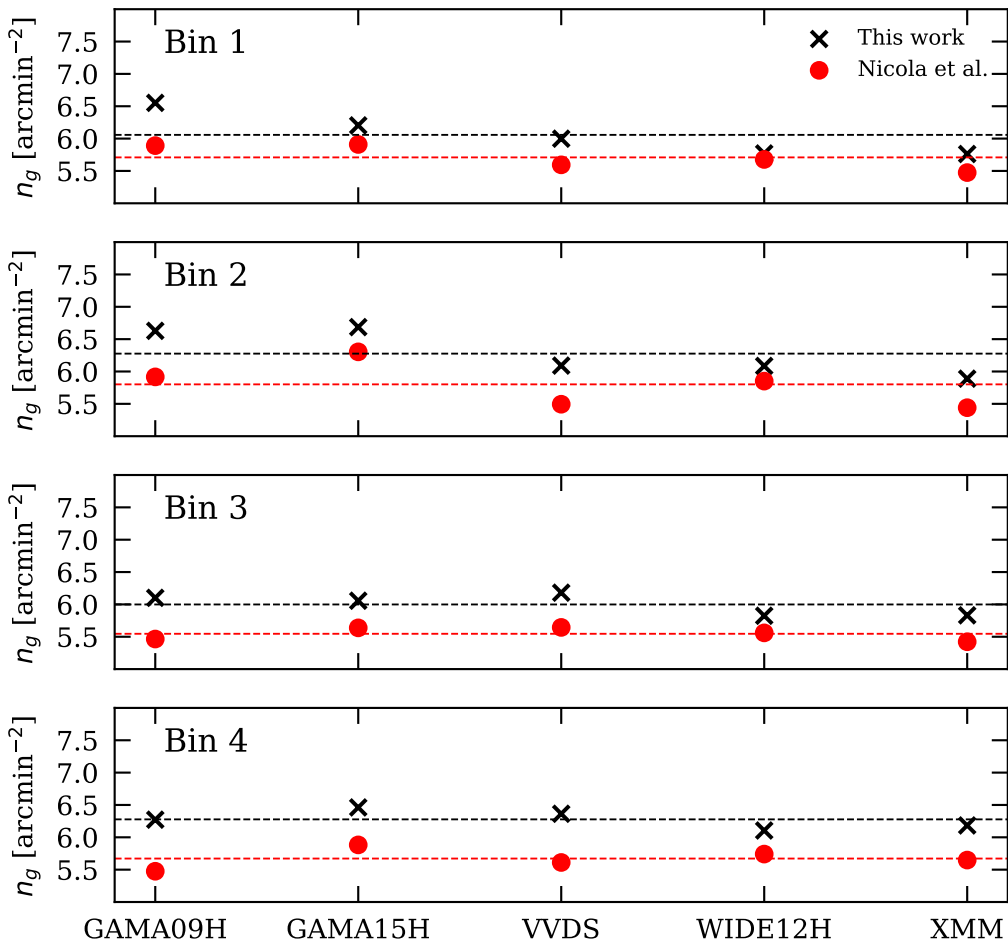 Bin 1
This work
Nicola et al.
7.5
7.0
6.5
6.0
5.5
n_g [arcmin⁻²]
Bin 2
7.5
7.0
6.5
6.0
5.5
n_g [arcmin⁻²]
Bin 3
7.5
7.0
6.5
6.0
5.5
n_g [arcmin⁻²]
Bin 4
7.5
7.0
6.5
6.0
5.5
n_g [arcmin⁻²]
GAMA09H GAMA15H VVDS WIDE12H XMM